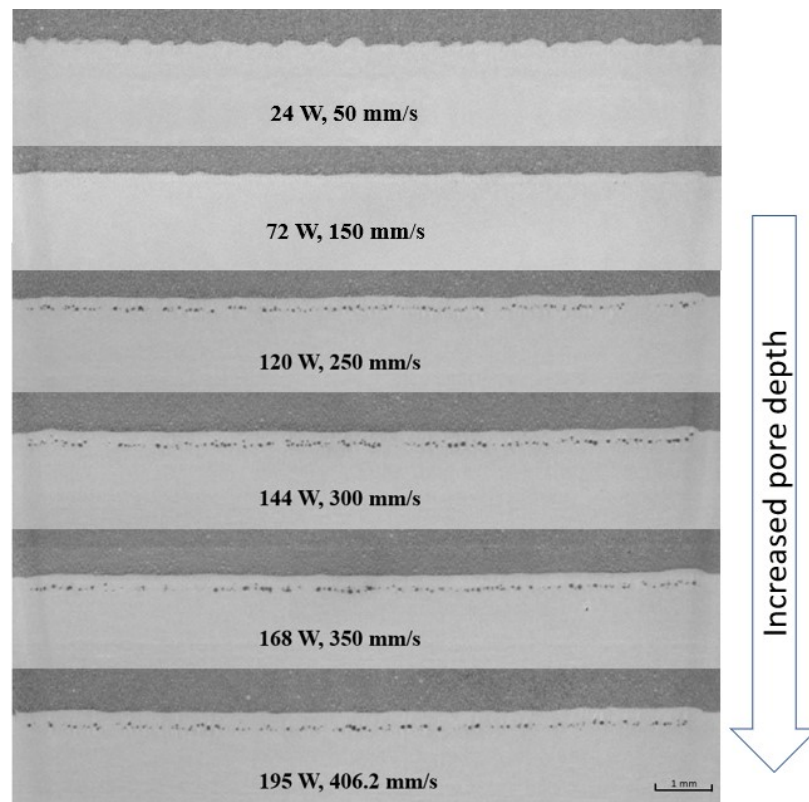 24 W, 50 mm/s
72 W, 150 mm/s
120 W, 250 mm/s
144 W, 300 mm/s
168 W, 350 mm/s
195 W, 406.2 mm/s
1 mm
Increased pore depth